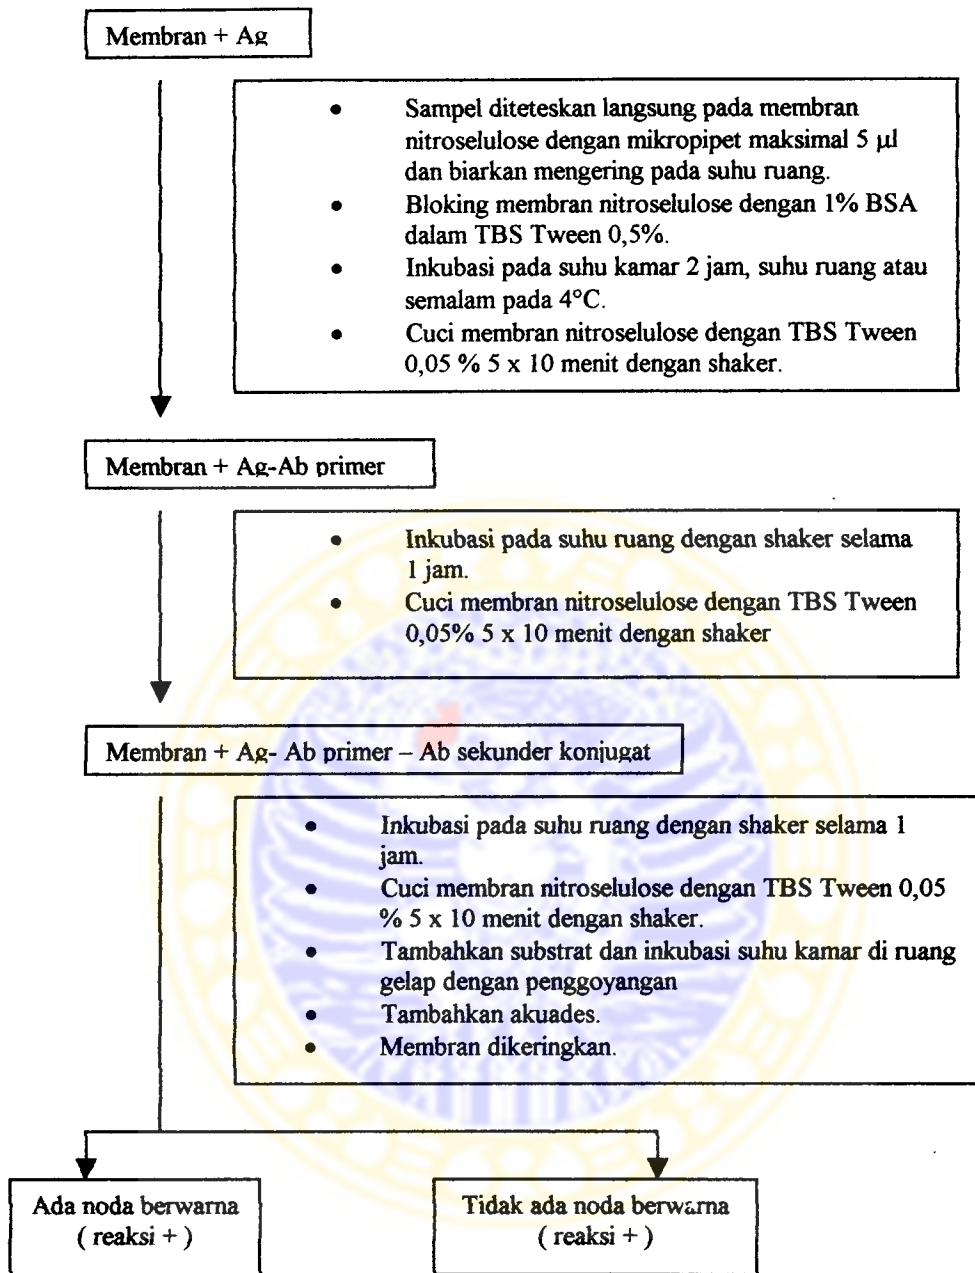 Membran + Ag
• Sampel diteteskan langsung pada membran
nitroselulose dengan mikropipet maksimal 5 µl
dan biarkan mengering pada suhu ruang.
• Bloking membran nitroselulose dengan 1% BSA
dalam TBS Tween 0,5%.
• Inkubasi pada suhu kamar 2 jam, suhu ruang atau
semalam pada 4°C.
• Cuci membran nitroselulose dengan TBS Tween
0,05 % 5 x 10 menit dengan shaker.
Membran + Ag-Ab primer
• Inkubasi pada suhu ruang dengan shaker selama
1 jam.
• Cuci membran nitroselulose dengan TBS Tween
0,05% 5 x 10 menit dengan shaker
Membran + Ag- Ab primer – Ab sekunder konjugat
• Inkubasi pada suhu ruang dengan shaker selama 1
jam.
• Cuci membran nitroselulose dengan TBS Tween 0,05
% 5 x 10 menit dengan shaker.
• Tambahkan substrat dan inkubasi suhu kamar di ruang
gelap dengan penggoyangan
• Tambahkan akuades.
• Membran dikeringkan.
Ada noda berwarna
( reaksi + )
Tidak ada noda berwarna
( reaksi + )